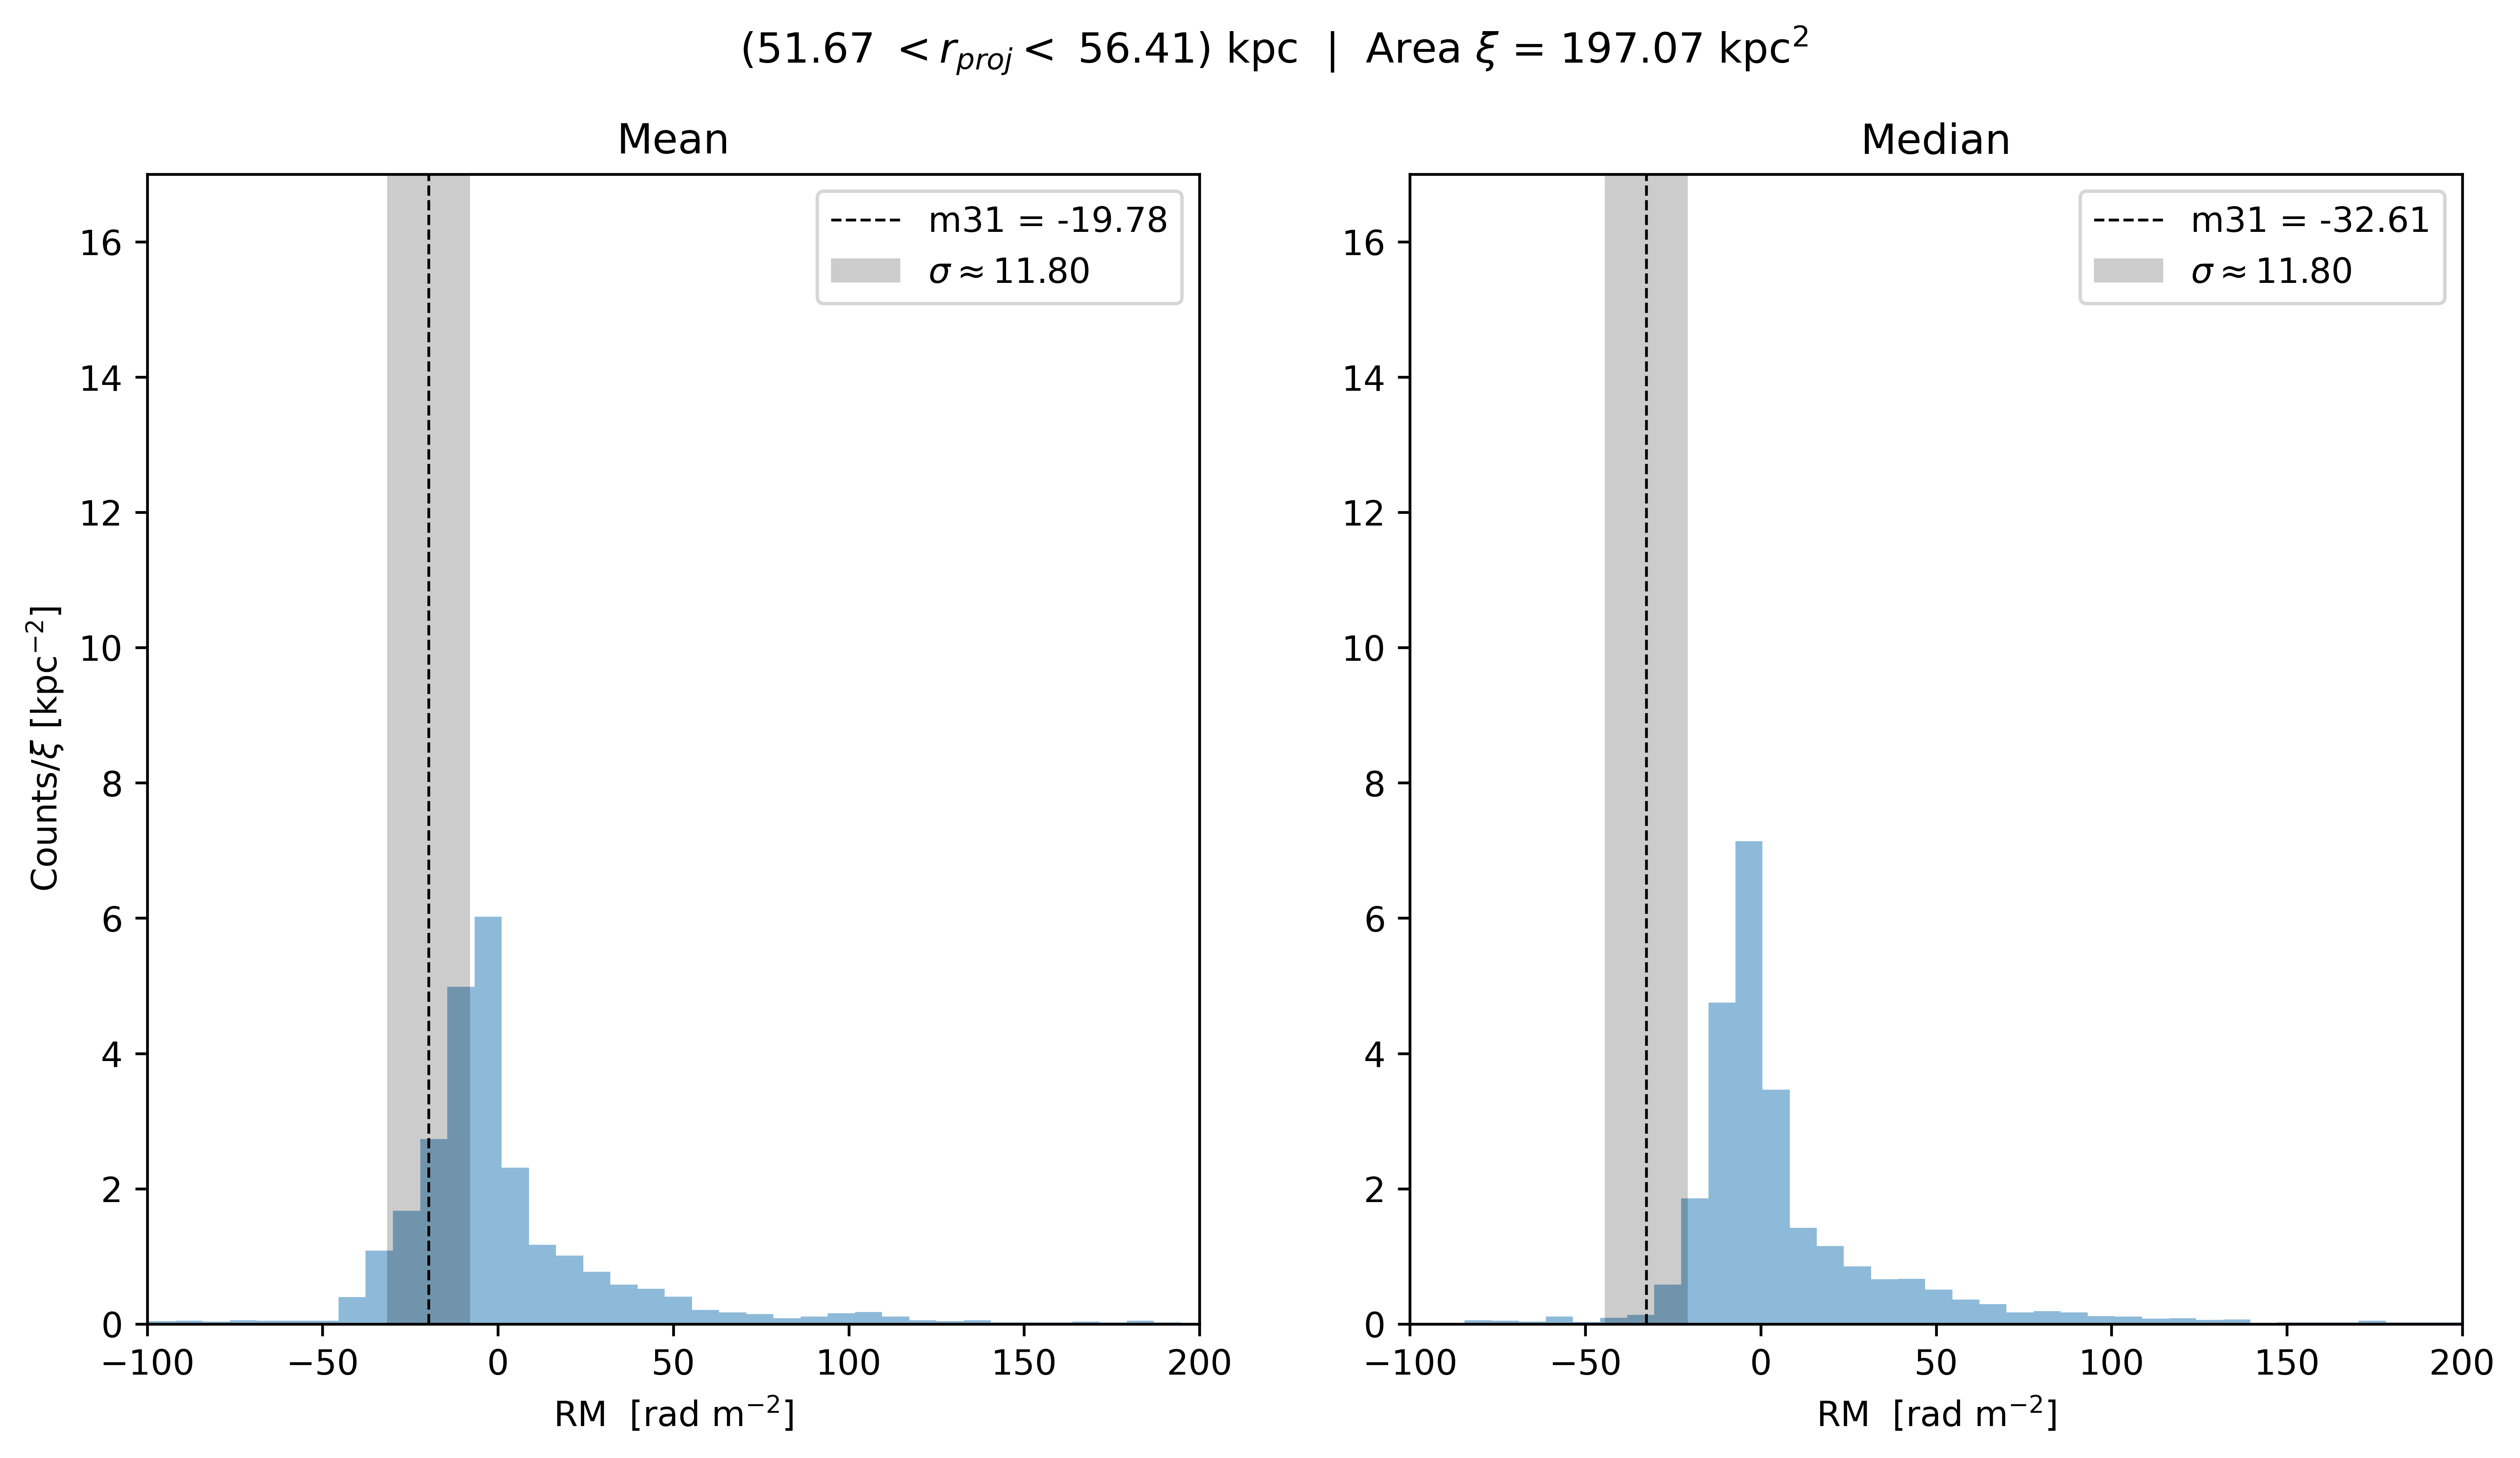 (51.67 < r_proj < 56.41) kpc | Area ξ = 197.07 kpc²
Mean
m31 = -19.78
σ ≈ 11.80
16
14
12
10
8
6
4
2
0
Counts/ξ [kpc⁻²]
−100 −50 0 50 100 150 200
RM [rad m⁻²]
Median
m31 = -32.61
σ ≈ 11.80
16
14
12
10
8
6
4
2
0
−100 −50 0 50 100 150 200
RM [rad m⁻²]